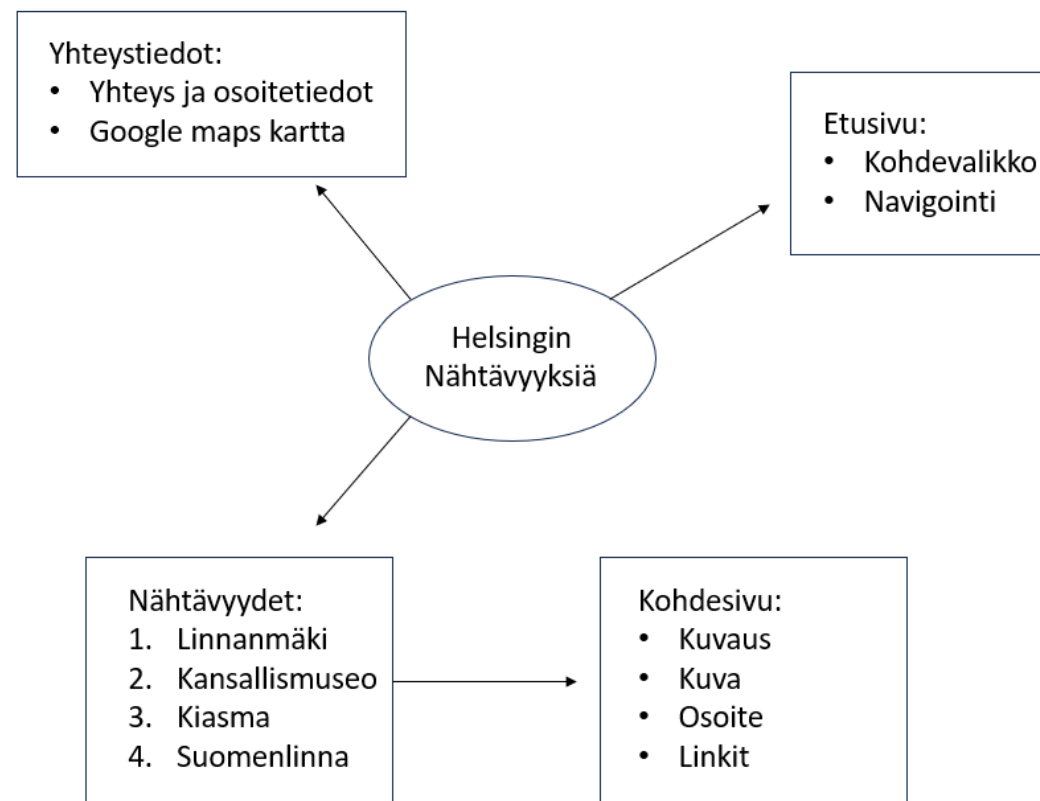 Yhteystiedot:
• Yhteys ja osoitetiedot
• Google maps kartta
Etusivu:
• Kohdevalikko
• Navigointi
Helsingin
Nähtävyyksiä
Nähtävyydet:
1. Linnanmäki
2. Kansallismuseo
3. Kiasma
4. Suomenlinna
Kohdesivu:
• Kuvaus
• Kuva
• Osoite
• Linkit